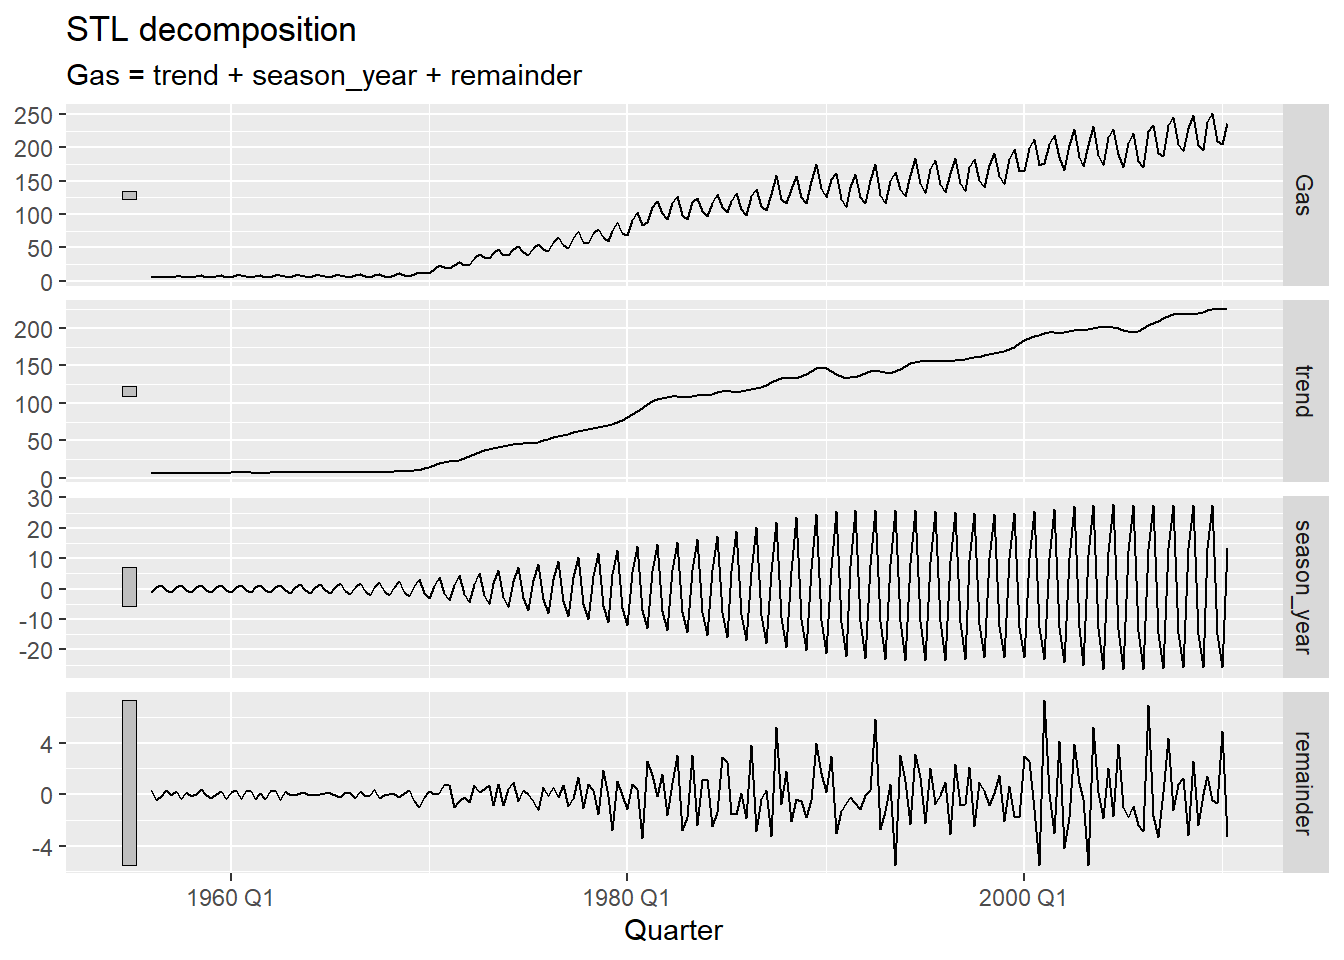 STL decomposition
Gas = trend + season_year + remainder
250
200
150
100
50
0
Gas
200
150
100
50
0
trend
30
20
10
0
-10
-20
season_year
4
0
-4
remainder
1960 Q1 1980 Q1 2000 Q1
Quarter